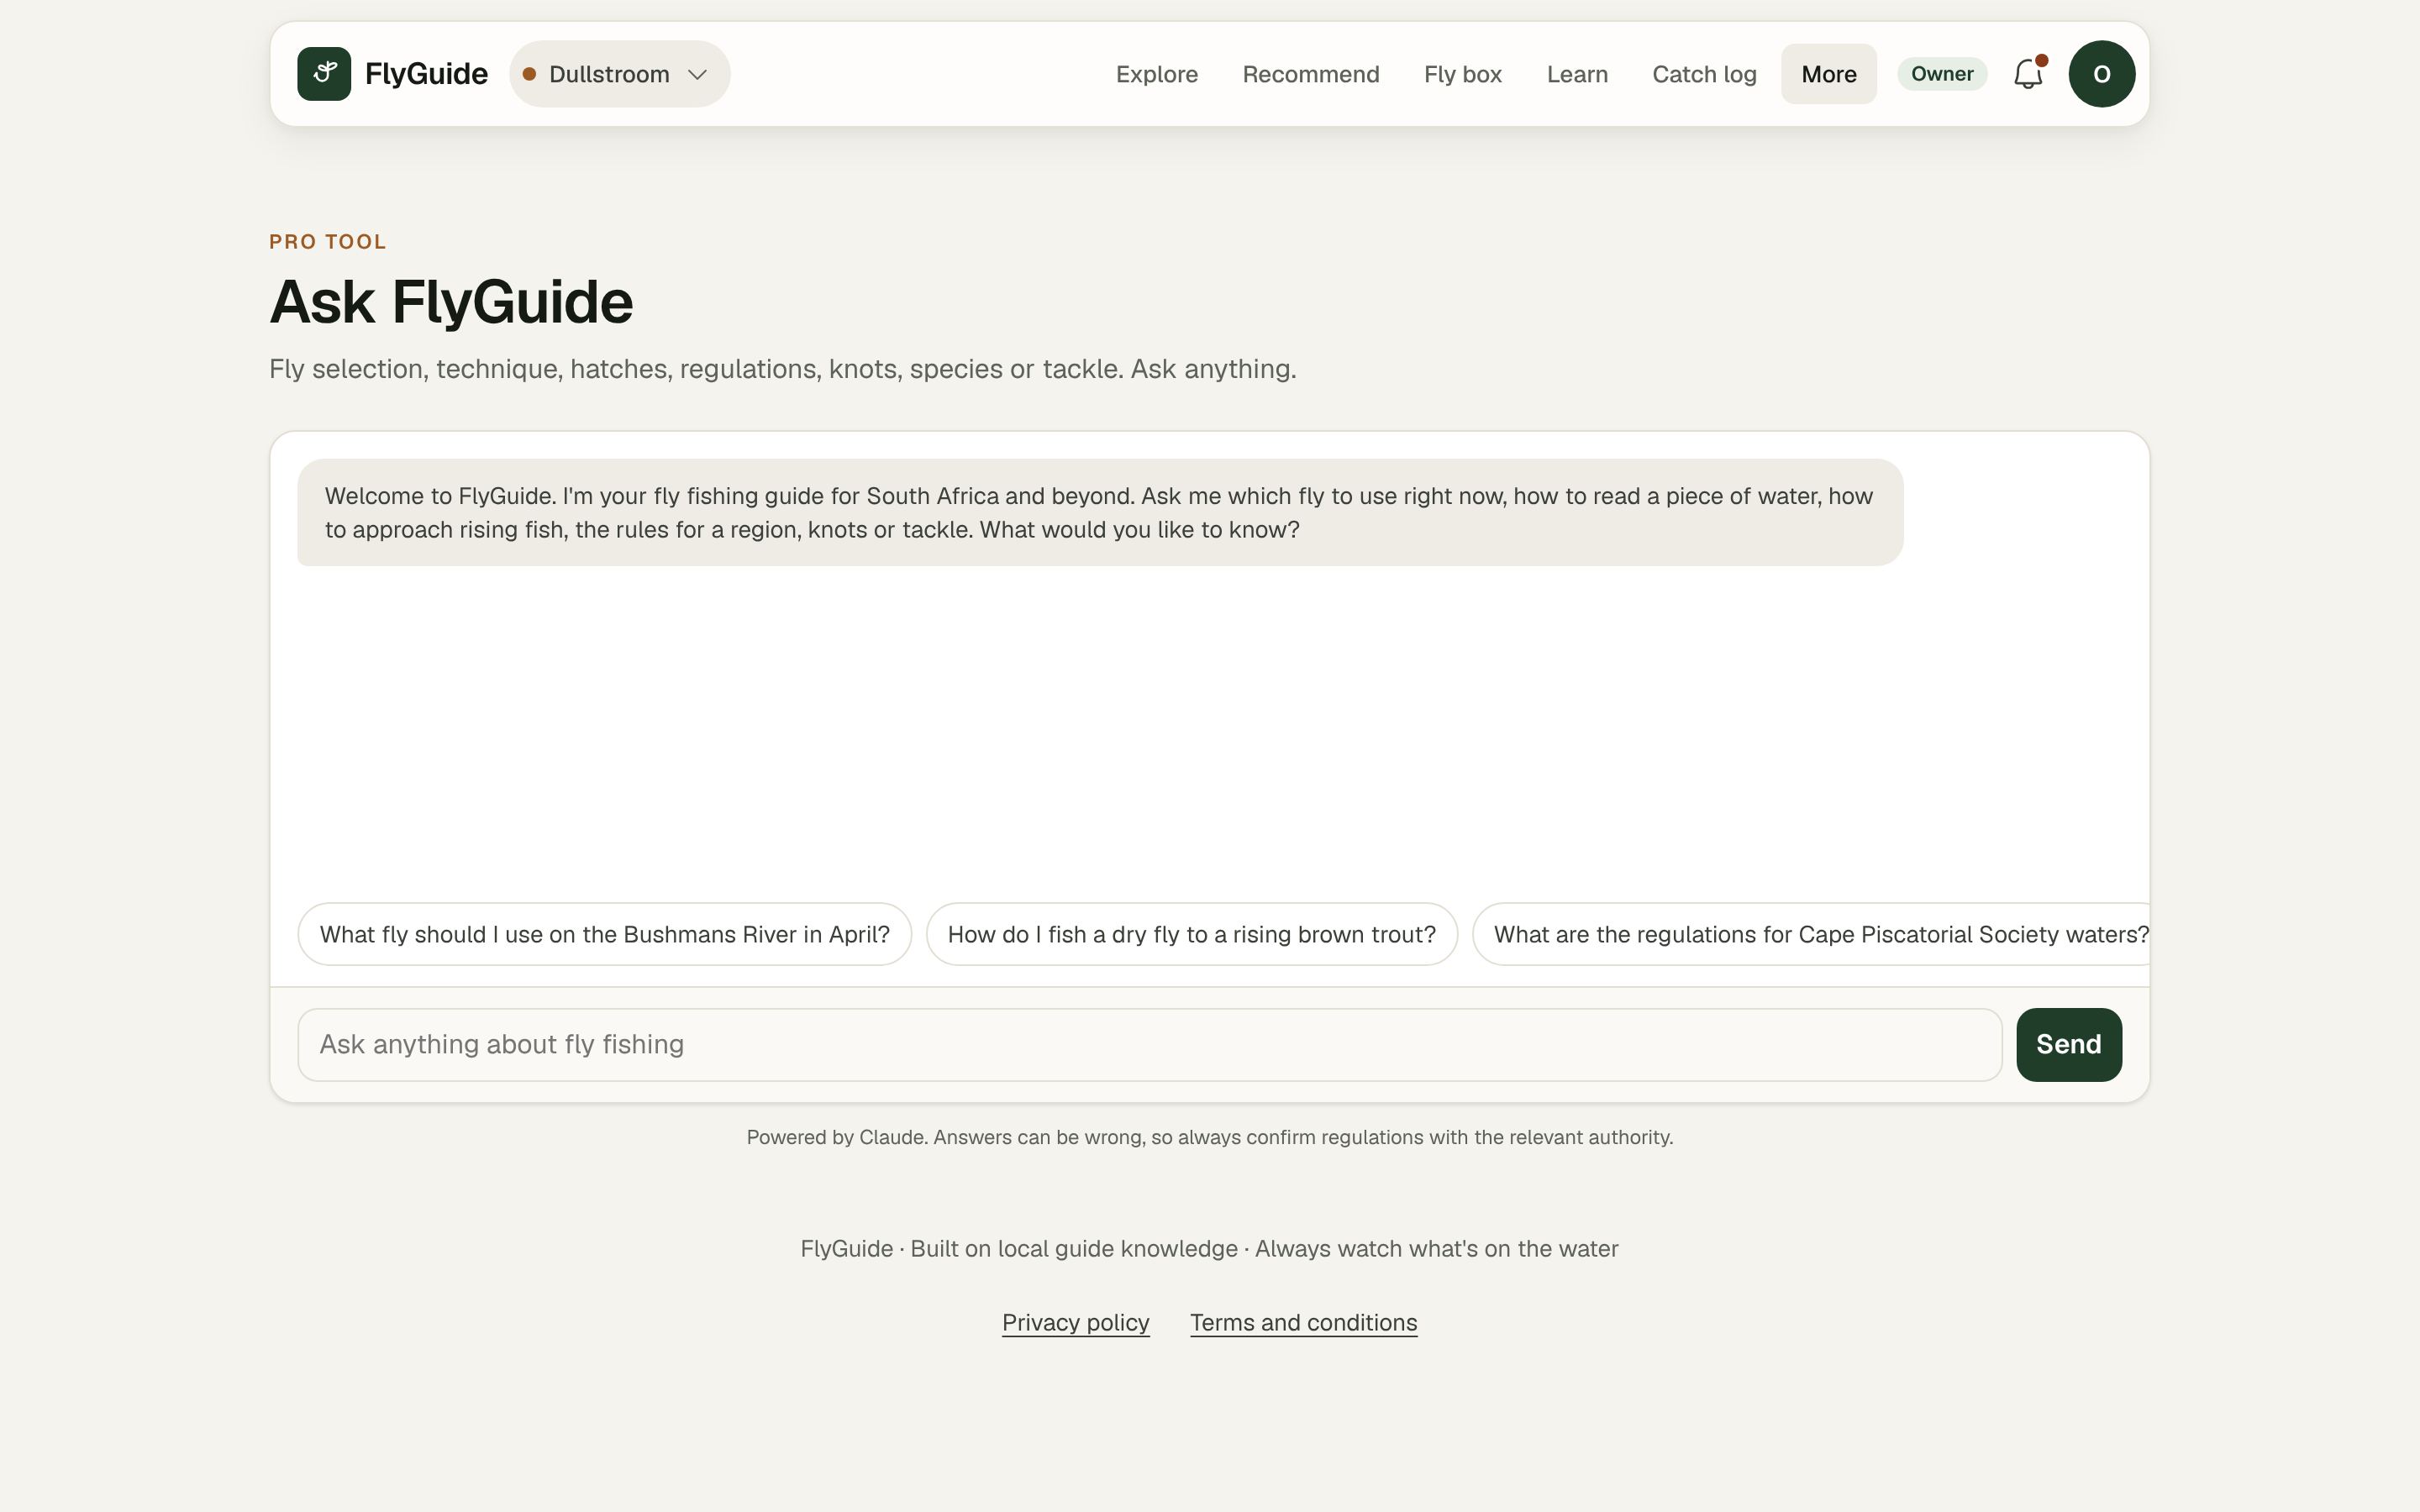 FlyGuide
Dullstroom
Explore
Recommend
Fly box
Learn
Catch log
More
Owner
O
PRO TOOL
Ask FlyGuide
Fly selection, technique, hatches, regulations, knots, species or tackle. Ask anything.
Welcome to FlyGuide. I'm your fly fishing guide for South Africa and beyond. Ask me which fly to use right now, how to read a piece of water, how
to approach rising fish, the rules for a region, knots or tackle. What would you like to know?
What fly should I use on the Bushmans River in April?
How do I fish a dry fly to a rising brown trout?
What are the regulations for Cape Piscatorial Society waters?
Ask anything about fly fishing
Send
Powered by Claude. Answers can be wrong, so always confirm regulations with the relevant authority.
FlyGuide · Built on local guide knowledge · Always watch what's on the water
Privacy policy
Terms and conditions